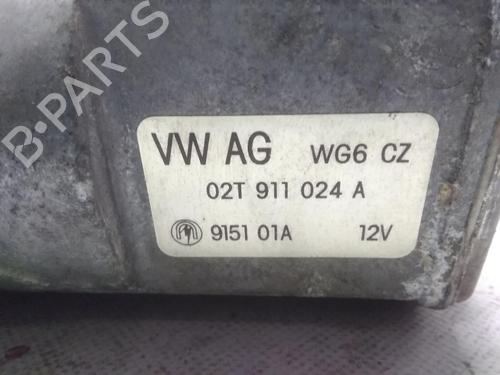 B-PARTS
VW AG WG6 CZ
02T 911 024 A
9151 01A 12V